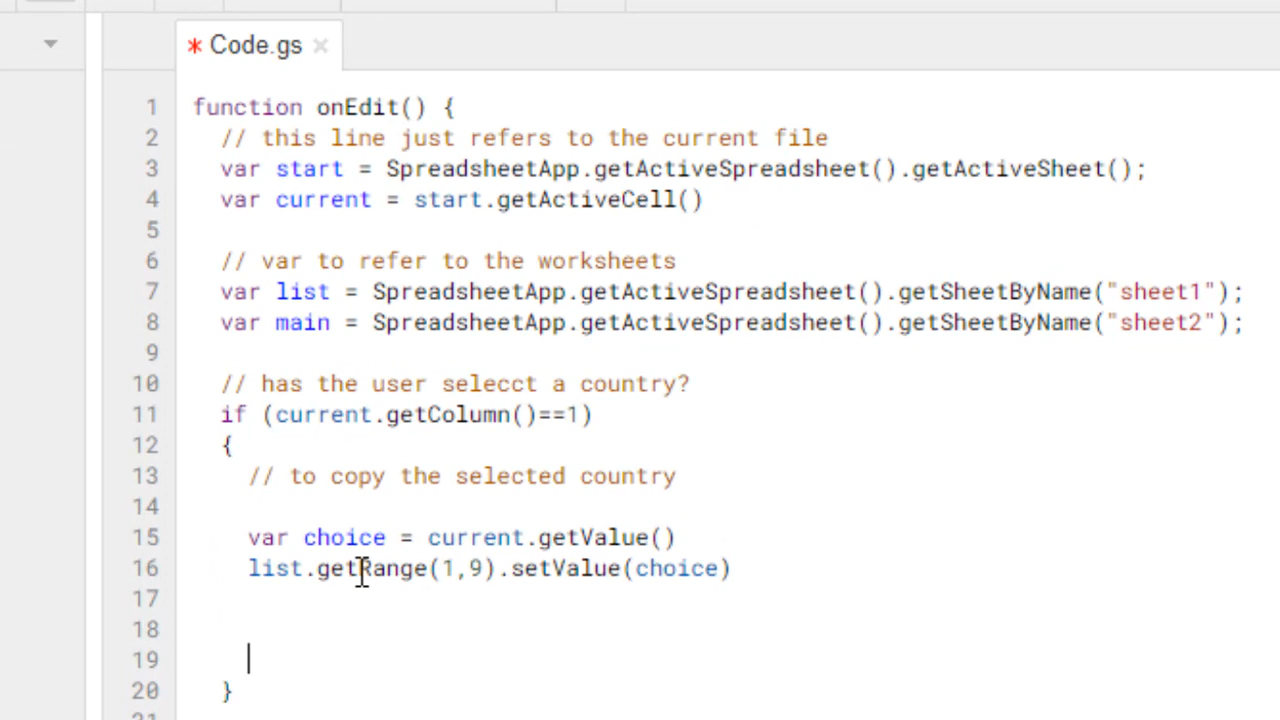 * Code.gs ×
1 function onEdit() {
2 // this line just refers to the current file
3 var start = SpreadsheetApp.getActiveSpreadsheet().getActiveSheet();
4 var current = start.getActiveCell()
5
6 // var to refer to the worksheets
7 var list = SpreadsheetApp.getActiveSpreadsheet().getSheetByName("sheet1");
8 var main = SpreadsheetApp.getActiveSpreadsheet().getSheetByName("sheet2");
9
10 // has the user selecct a country?
11 if (current.getColumn()==1)
12 {
13 // to copy the selected country
14
15 var choice = current.getValue()
16 list.getRange(1,9).setValue(choice)
17
18
19
20 }